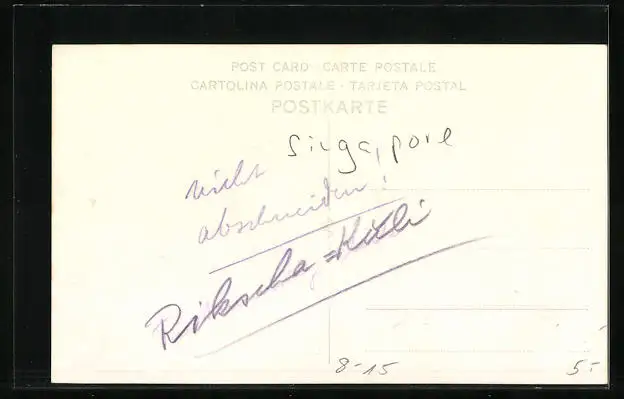 POST CARD · CARTE POSTALE
CARTOLINA POSTALE · TARJETA POSTAL
POSTKARTE
Singapore
nicht
abschneiden!
Rikscha=Kuli
8-15
5.-